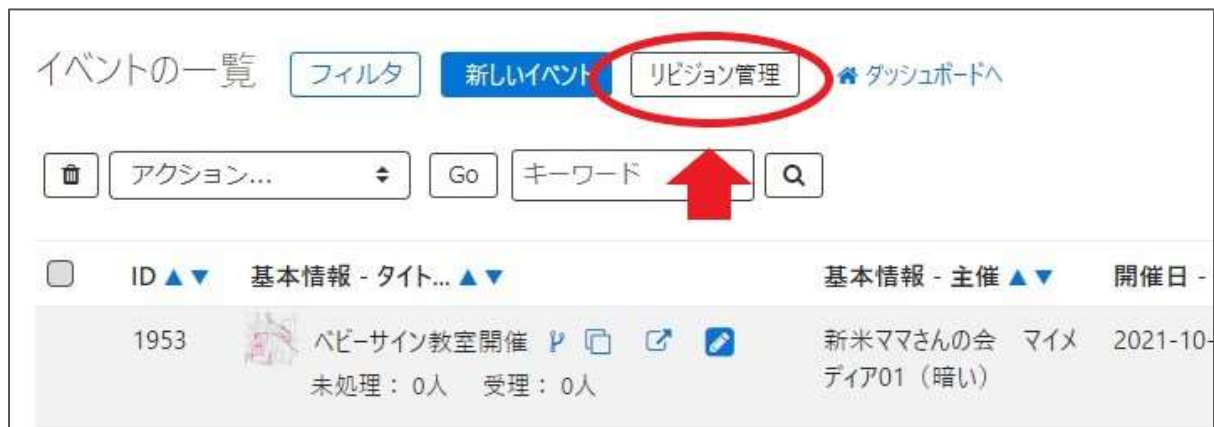 イベントの一覧 フィルタ 新しいイベント リビジョン管理 ダッシュボードへ
アクション... Go キーワード
ID ▲▼ 基本情報 - タイト... ▲▼ 基本情報 - 主催 ▲▼ 開催日 -
1953 ベビーサイン教室開催 新米ママさんの会 マイメ 2021-10-
未処理： 0人 受理： 0人 ディア01（暗い）